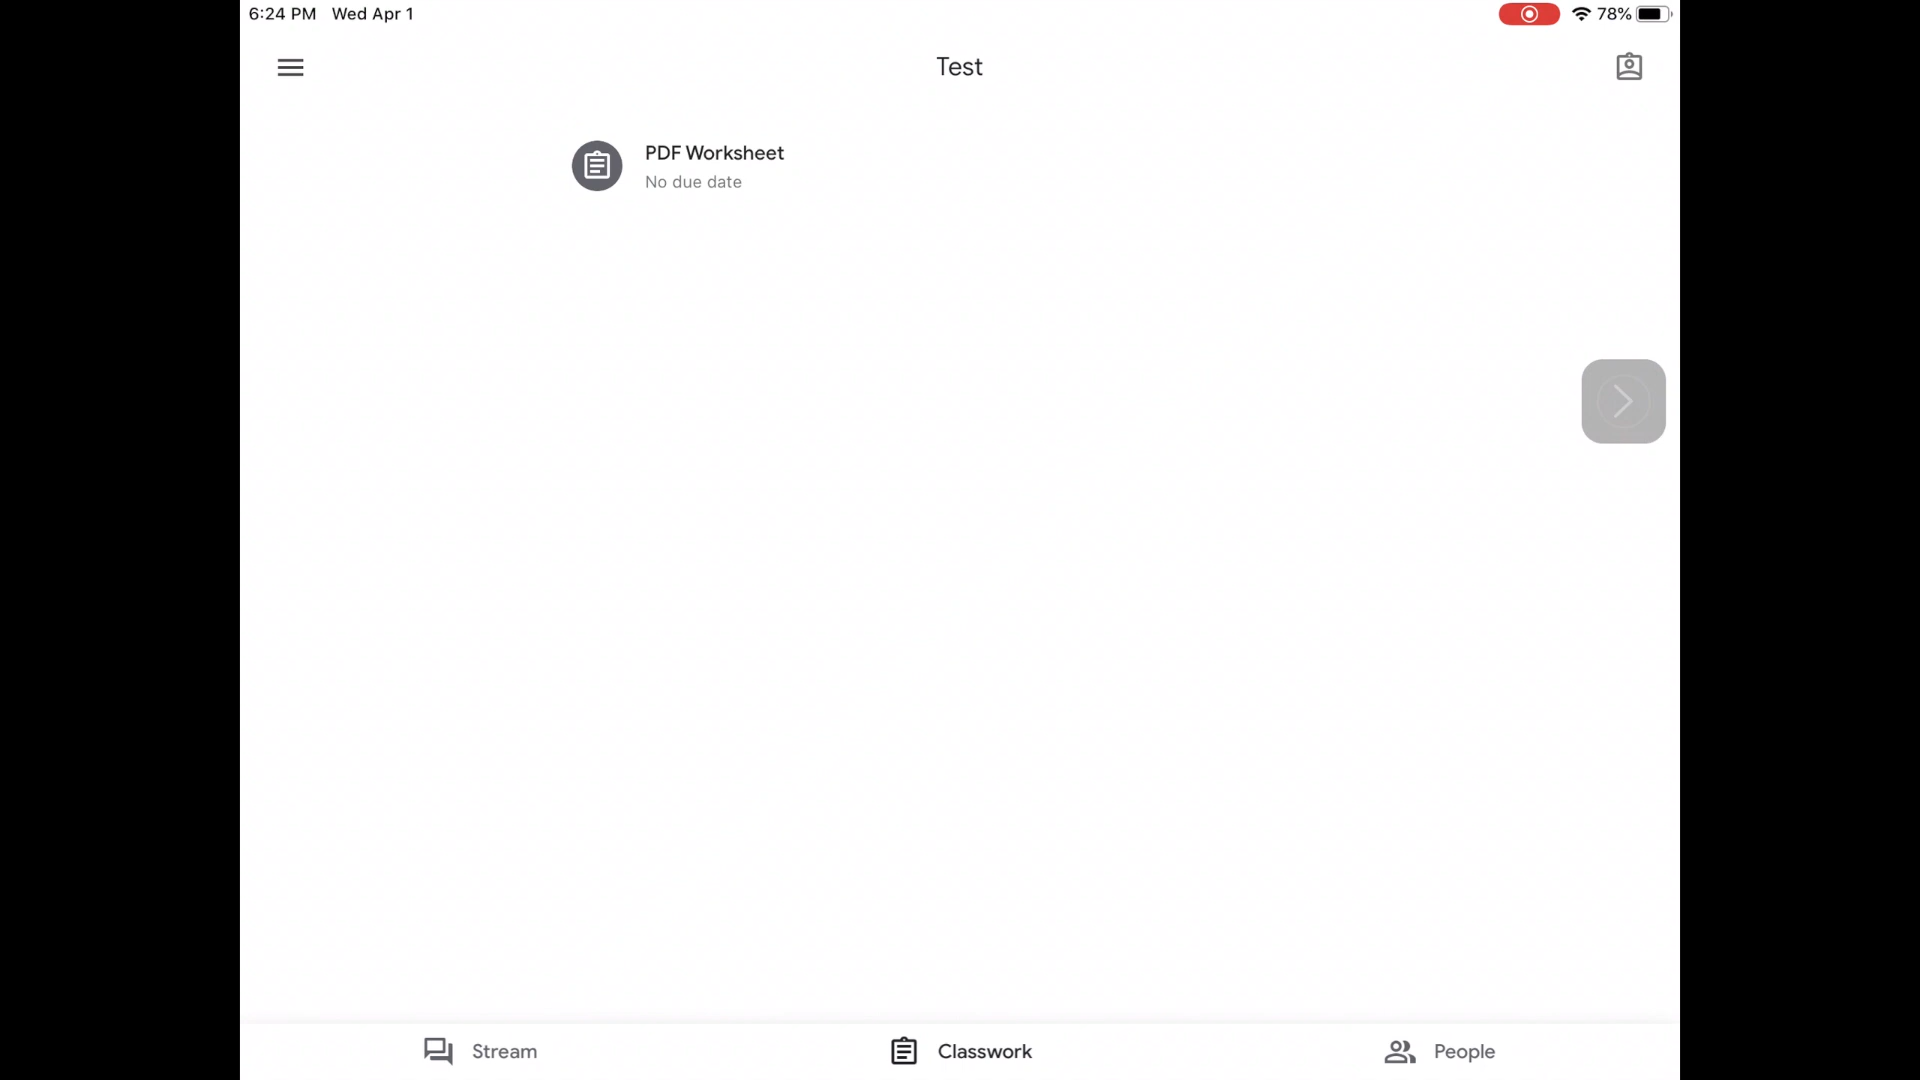 6:24 PM Wed Apr 1
78%
Test
PDF Worksheet
No due date
Stream
Classwork
People